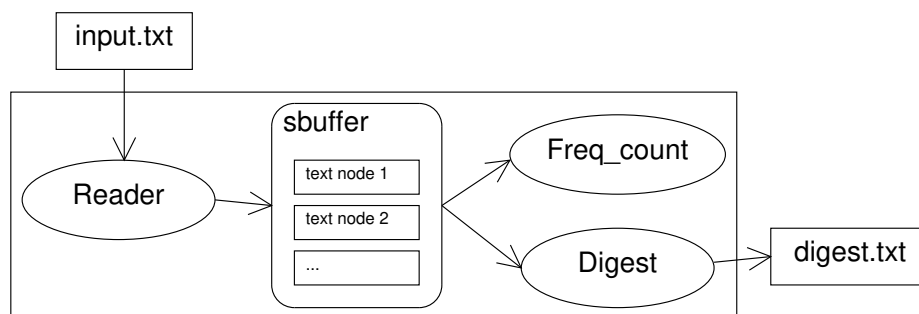 input.txt
sbuffer
Freq_count
text node 1
Reader
text node 2
...
Digest
digest.txt